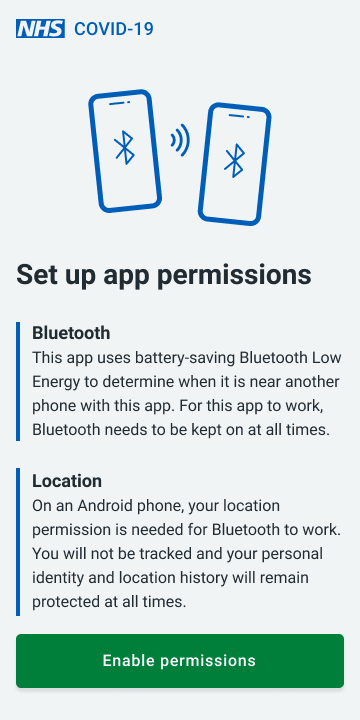 NHS COVID-19
Set up app permissions
Bluetooth
This app uses battery-saving Bluetooth Low
Energy to determine when it is near another
phone with this app. For this app to work,
Bluetooth needs to be kept on at all times.
Location
On an Android phone, your location
permission is needed for Bluetooth to work.
You will not be tracked and your personal
identity and location history will remain
protected at all times.
Enable permissions